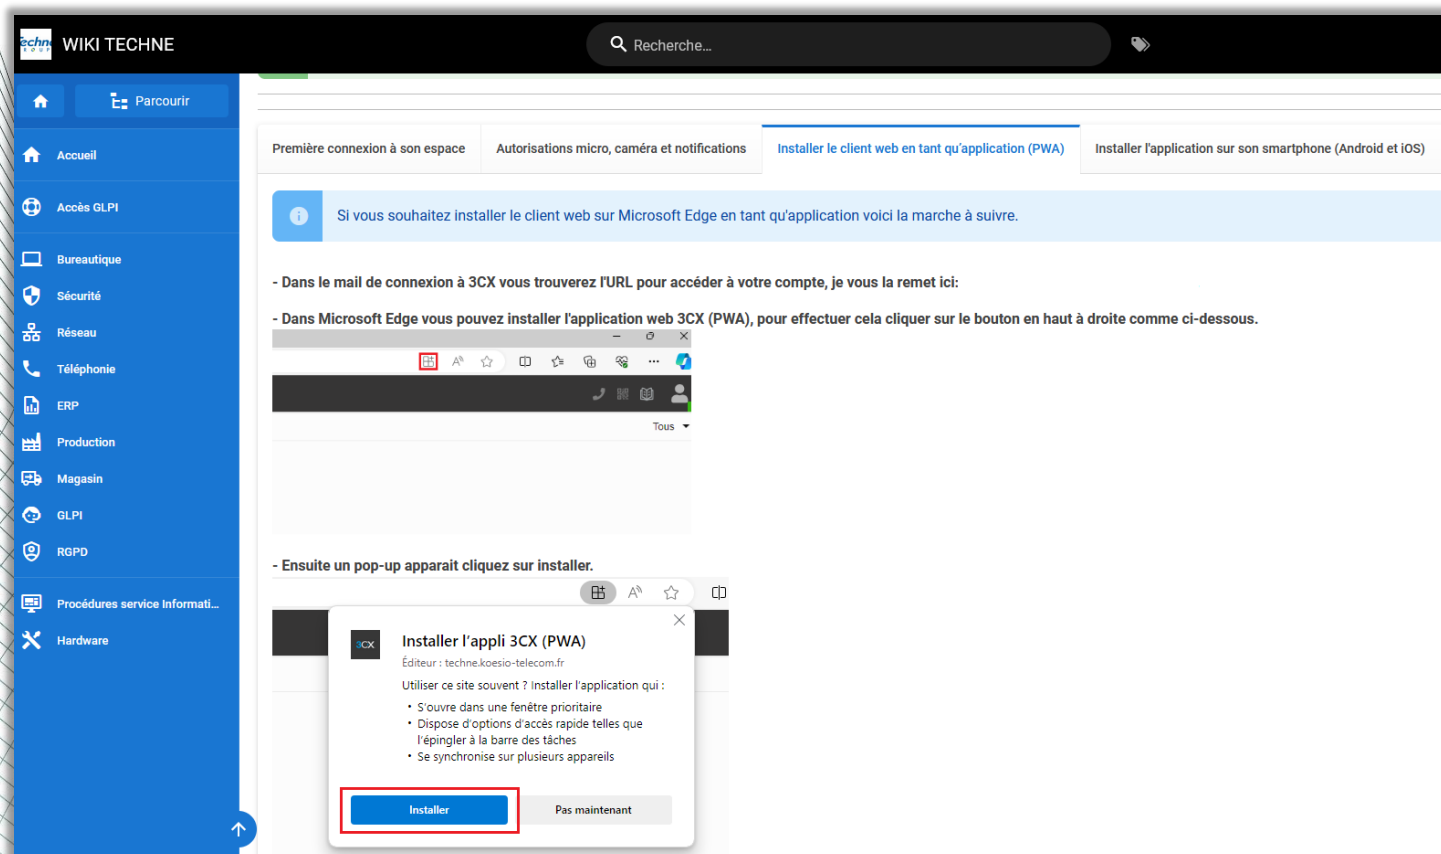 WIKI TECHNE
Recherche...
Parcourir
Accueil
Accès GLPI
Bureautique
Sécurité
Réseau
Téléphonie
ERP
Production
Magasin
GLPI
RGPD
Procédures service Informati...
Hardware
Première connexion à son espace
Autorisations micro, caméra et notifications
Installer le client web en tant qu'application (PWA)
Installer l'application sur son smartphone (Android et iOS)
Si vous souhaitez installer le client web sur Microsoft Edge en tant qu'application voici la marche à suivre.
- Dans le mail de connexion à 3CX vous trouverez l'URL pour accéder à votre compte, je vous la remet ici:
- Dans Microsoft Edge vous pouvez installer l'application web 3CX (PWA), pour effectuer cela cliquer sur le bouton en haut à droite comme ci-dessous.
Tous
- Ensuite un pop-up apparait cliquez sur installer.
3CX
Installer l'appli 3CX (PWA)
Éditeur : techne.koesio-telecom.fr
Utiliser ce site souvent ? Installer l'application qui :
• S'ouvre dans une fenêtre prioritaire
• Dispose d'options d'accès rapide telles que
l'épingler à la barre des tâches
• Se synchronise sur plusieurs appareils
Installer
Pas maintenant